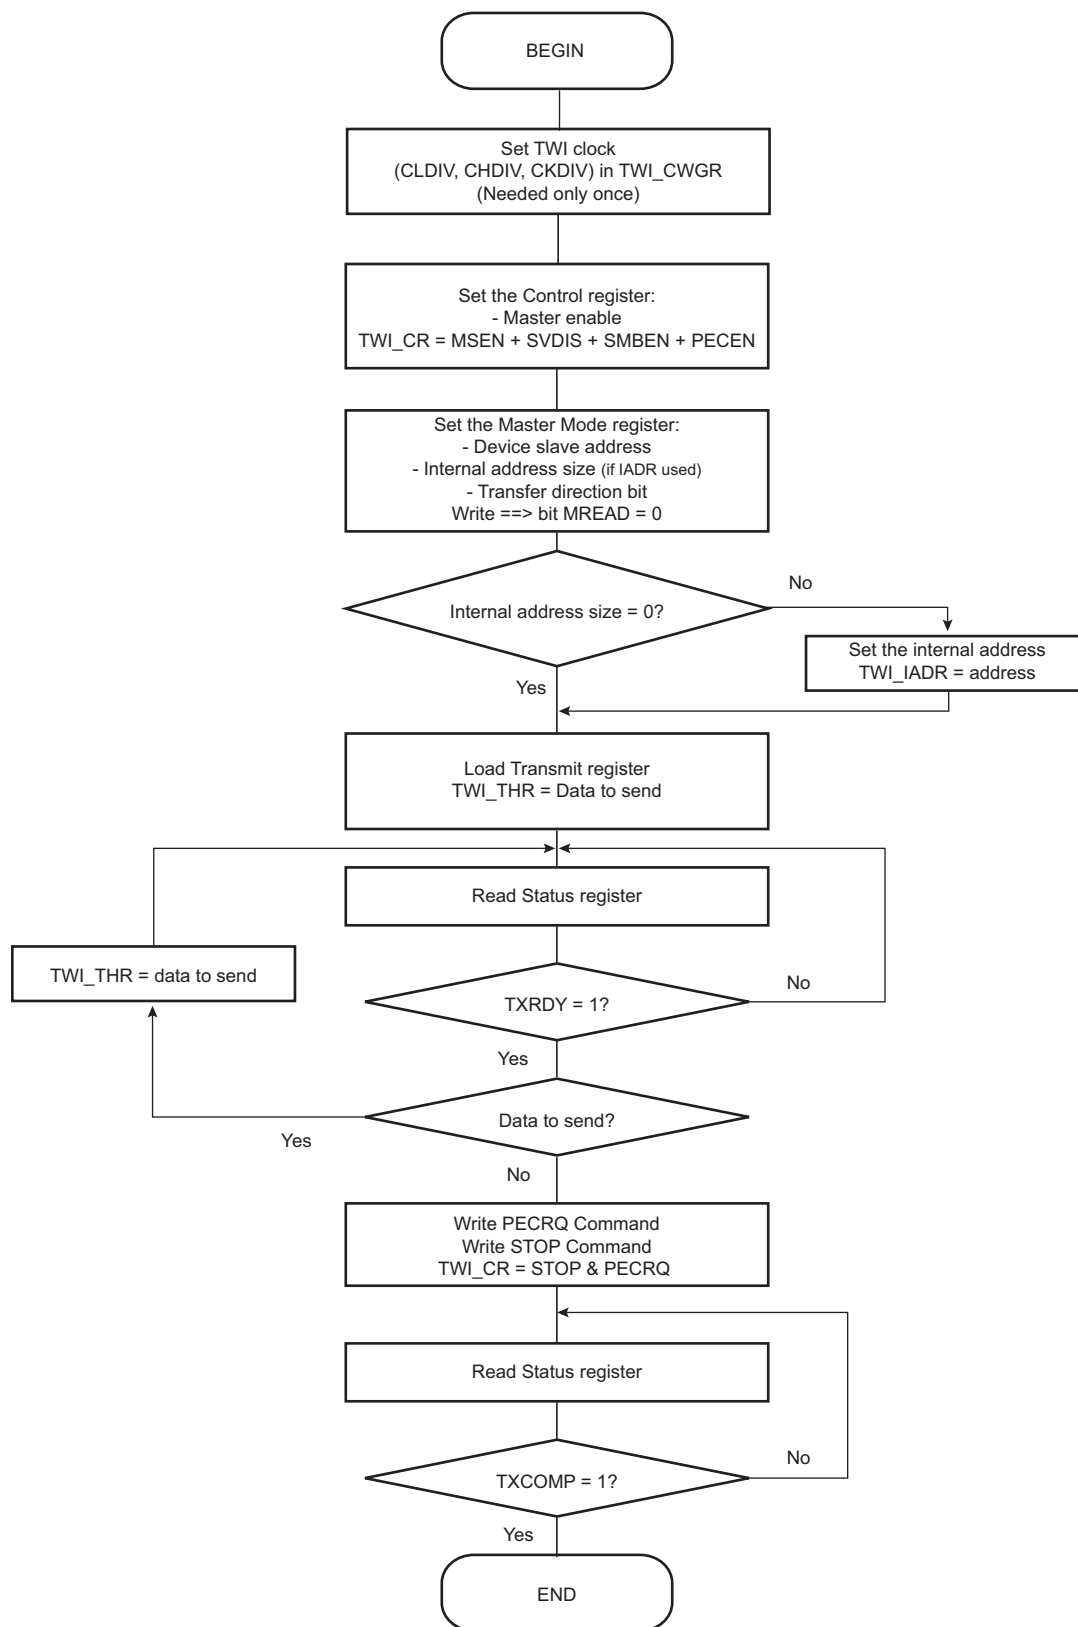 BEGIN
Set TWI clock
(CLDIV, CHDIV, CKDIV) in TWI_CWGR
(Needed only once)
Set the Control register:
- Master enable
TWI_CR = MSEN + SVDIS + SMBEN + PECEN
Set the Master Mode register:
- Device slave address
- Internal address size (if IADR used)
- Transfer direction bit
Write ==> bit MREAD = 0
No
Internal address size = 0?
Set the internal address
TWI_IADR = address
Yes
Load Transmit register
TWI_THR = Data to send
Read Status register
TWI_THR = data to send
No
TXRDY = 1?
Yes
Data to send?
Yes
No
Write PECRQ Command
Write STOP Command
TWI_CR = STOP & PECRQ
Read Status register
No
TXCOMP = 1?
Yes
END